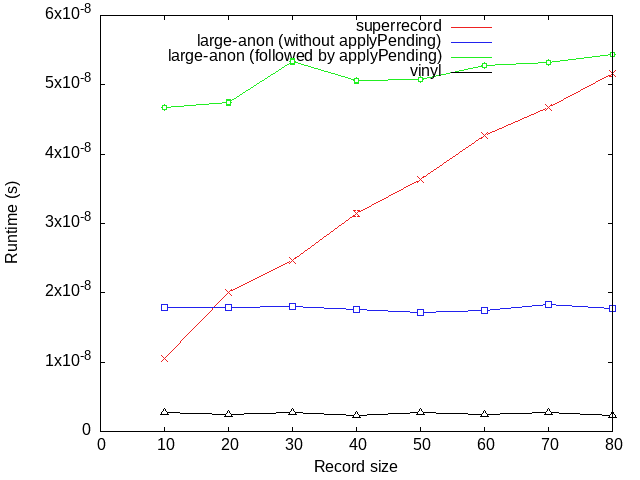 6x10-8
superrecord
large-anon (without applyPending)
large-anon (followed by applyPending)
vinyl
5x10-8
4x10-8
3x10-8
2x10-8
1x10-8
0
Runtime (s)
0 10 20 30 40 50 60 70 80
Record size